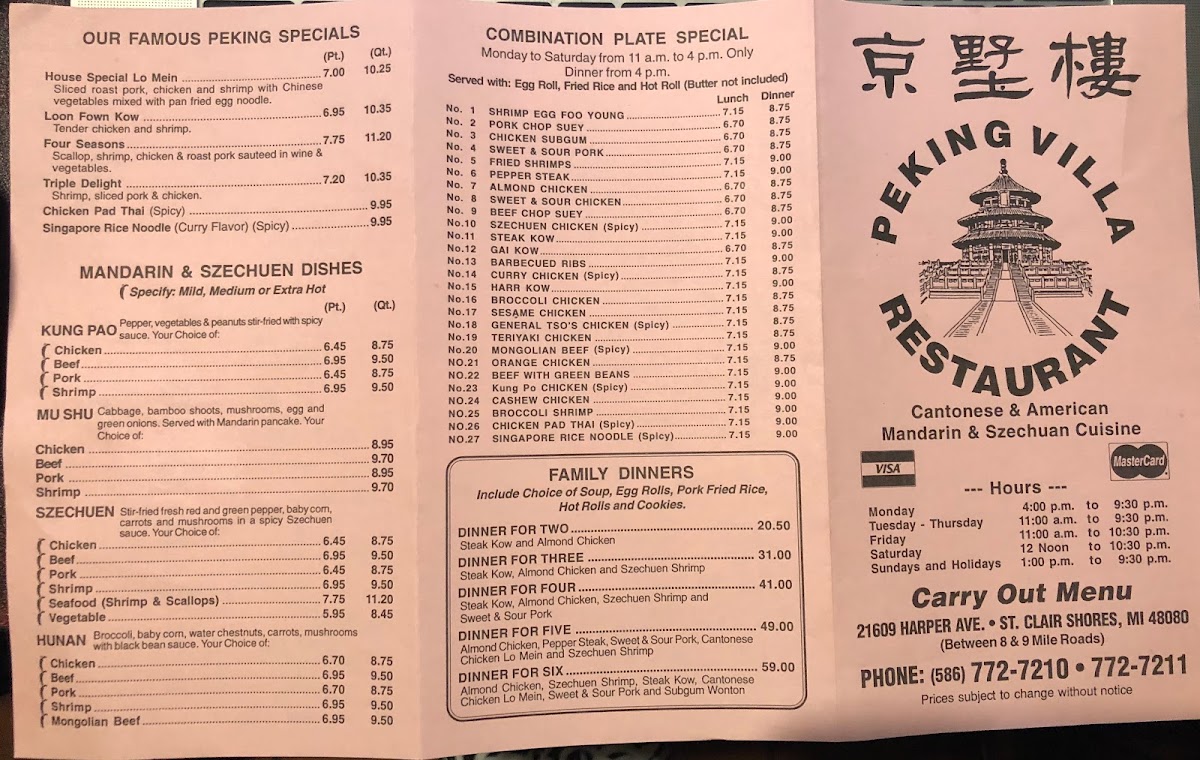 OUR FAMOUS PEKING SPECIALS
(Pt.) (Qt.)
House Special Lo Mein 7.00 10.25
Sliced roast pork, chicken and shrimp with Chinese
vegetables mixed with pan fried egg noodle.
Loon Fown Kow 6.95 10.35
Tender chicken and shrimp.
Four Seasons 7.75 11.20
Scallop, shrimp, chicken & roast pork sauteed in wine &
vegetables.
Triple Delight 7.20 10.35
Shrimp, sliced pork & chicken.
Chicken Pad Thai (Spicy) 9.95
Singapore Rice Noodle (Curry Flavor) (Spicy) 9.95
MANDARIN & SZECHUEN DISHES
Specify: Mild, Medium or Extra Hot
(Pt.) (Qt.)
KUNG PAO Pepper, vegetables & peanuts stir-fried with spicy
sauce. Your Choice of:
Chicken 6.45 8.75
Beef 6.95 9.50
Pork 6.45 8.75
Shrimp 6.95 9.50
MU SHU Cabbage, bamboo shoots, mushrooms, egg and
green onions. Served with Mandarin pancake. Your
Choice of:
Chicken 8.95
Beef 9.70
Pork 8.95
Shrimp 9.70
SZECHUEN Stir-fried fresh red and green pepper, baby corn,
carrots and mushrooms in a spicy Szechuen
sauce. Your Choice of:
Chicken 6.45 8.75
Beef 6.95 9.50
Pork 6.45 8.75
Shrimp 6.95 9.50
Seafood (Shrimp & Scallops) 7.75 11.20
Vegetable 5.95 8.45
HUNAN Broccoli, baby corn, water chestnuts, carrots, mushrooms
with black bean sauce. Your Choice of:
Chicken 6.70 8.75
Beef 6.95 9.50
Pork 6.70 8.75
Shrimp 6.95 9.50
Mongolian Beef 6.95 9.50
COMBINATION PLATE SPECIAL
Monday to Saturday from 11 a.m. to 4 p.m. Only
Dinner from 4 p.m.
Served with: Egg Roll, Fried Rice and Hot Roll (Butter not included)
Lunch Dinner
No. 1 SHRIMP EGG FOO YOUNG 7.15 8.75
No. 2 PORK CHOP SUEY 6.70 8.75
No. 3 CHICKEN SUBGUM 6.70 8.75
No. 4 SWEET & SOUR PORK 6.70 8.75
No. 5 FRIED SHRIMPS 7.15 9.00
No. 6 PEPPER STEAK 7.15 9.00
No. 7 ALMOND CHICKEN 6.70 8.75
No. 8 SWEET & SOUR CHICKEN 6.70 8.75
No. 9 BEEF CHOP SUEY 6.70 8.75
No.10 SZECHUEN CHICKEN (Spicy) 7.15 9.00
No.11 STEAK KOW 7.15 9.00
No.12 GAI KOW 6.70 8.75
No.13 BARBECUED RIBS 7.15 9.00
No.14 CURRY CHICKEN (Spicy) 7.15 8.75
No.15 HARR KOW 7.15 9.00
No.16 BROCCOLI CHICKEN 7.15 8.75
No.17 SESAME CHICKEN 7.15 8.75
No.18 GENERAL TSO'S CHICKEN (Spicy) 7.15 8.75
No.19 TERIYAKI CHICKEN 7.15 8.75
No.20 MONGOLIAN BEEF (Spicy) 7.15 9.00
NO.21 ORANGE CHICKEN 7.15 8.75
NO.22 BEEF WITH GREEN BEANS 7.15 9.00
NO.23 Kung Po CHICKEN (Spicy) 7.15 9.00
NO.24 CASHEW CHICKEN 7.15 9.00
NO.25 BROCCOLI SHRIMP 7.15 9.00
NO.26 CHICKEN PAD THAI (Spicy) 7.15 9.00
NO.27 SINGAPORE RICE NOODLE (Spicy) 7.15 9.00
FAMILY DINNERS
Include Choice of Soup, Egg Rolls, Pork Fried Rice,
Hot Rolls and Cookies.
DINNER FOR TWO 20.50
Steak Kow and Almond Chicken
DINNER FOR THREE 31.00
Steak Kow, Almond Chicken and Szechuen Shrimp
DINNER FOR FOUR 41.00
Steak Kow, Almond Chicken, Szechuen Shrimp and
Sweet & Sour Pork
DINNER FOR FIVE 49.00
Almond Chicken, Pepper Steak, Sweet & Sour Pork, Cantonese
Chicken Lo Mein and Szechuen Shrimp
DINNER FOR SIX 59.00
Almond Chicken, Szechuen Shrimp, Steak Kow, Cantonese
Chicken Lo Mein, Sweet & Sour Pork and Subgum Wonton
京墅樓
PEKING VILLA
RESTAURANT
Cantonese & American
Mandarin & Szechuan Cuisine
VISA
MasterCard
--- Hours ---
Monday 4:00 p.m. to 9:30 p.m.
Tuesday - Thursday 11:00 a.m. to 9:30 p.m.
Friday 11:00 a.m. to 10:30 p.m.
Saturday 12 Noon to 10:30 p.m.
Sundays and Holidays 1:00 p.m. to 9:30 p.m.
Carry Out Menu
21609 HARPER AVE. • ST. CLAIR SHORES, MI 48080
(Between 8 & 9 Mile Roads)
PHONE: (586) 772-7210 • 772-7211
Prices subject to change without notice